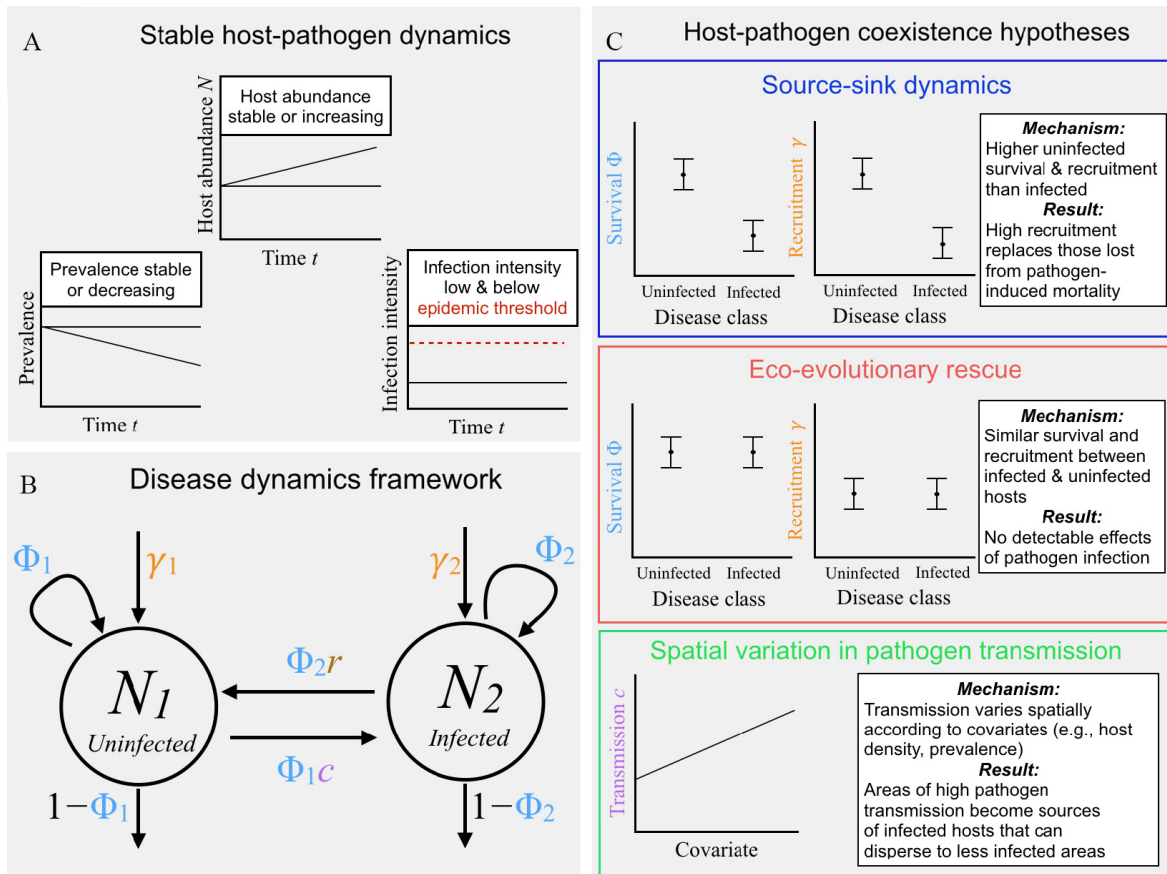 A
Stable host-pathogen dynamics
Host abundance N
Host abundance
stable or increasing
Time t
Prevalence
Prevalence stable
or decreasing
Time t
Infection intensity
Infection intensity
low & below
epidemic threshold
Time t
B
Disease dynamics framework
Φ1
γ1
γ2
Φ2
N1
Uninfected
Φ2r
Φ1c
N2
Infected
1−Φ1
1−Φ2
C
Host-pathogen coexistence hypotheses
Source-sink dynamics
Survival Φ
Uninfected Infected
Disease class
Recruitment γ
Uninfected Infected
Disease class
Mechanism:
Higher uninfected
survival & recruitment
than infected
Result:
High recruitment
replaces those lost
from pathogen-
induced mortality
Eco-evolutionary rescue
Survival Φ
Uninfected Infected
Disease class
Recruitment γ
Uninfected Infected
Disease class
Mechanism:
Similar survival and
recruitment between
infected & uninfected
hosts
Result:
No detectable effects
of pathogen infection
Spatial variation in pathogen transmission
Transmission c
Covariate
Mechanism:
Transmission varies spatially
according to covariates (e.g., host
density, prevalence)
Result:
Areas of high pathogen
transmission become sources
of infected hosts that can
disperse to less infected areas